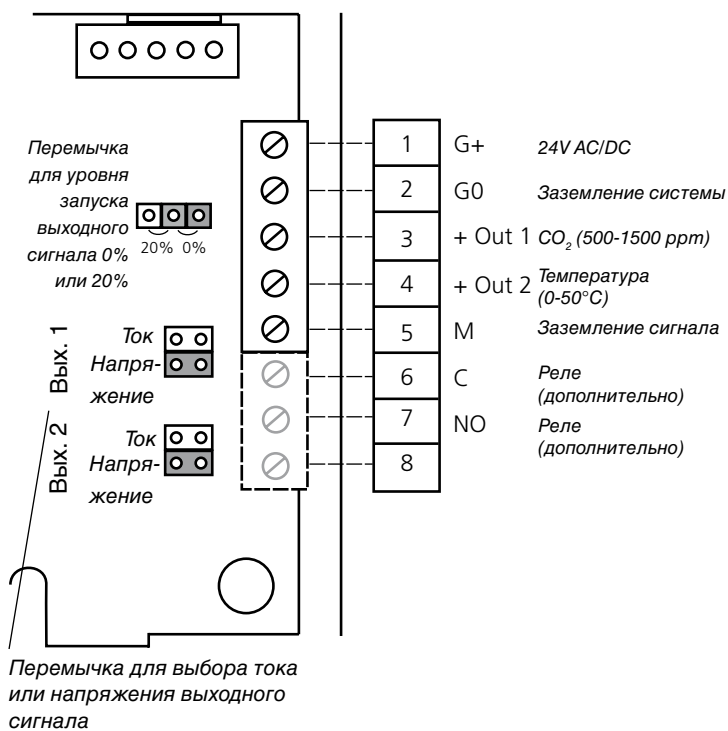 Перемычка
для уровня
запуска
выходного
сигнала 0%
или 20%
20% 0%
Вых. 1
Ток
Напря-
жение
Вых. 2
Ток
Напря-
жение
1 G+ 24V AC/DC
2 G0 Заземление системы
3 + Out 1 CO₂ (500-1500 ppm)
4 + Out 2 Температура
(0-50°C)
5 M Заземление сигнала
6 C Реле
(дополнительно)
7 NO Реле
(дополнительно)
8
Перемычка для выбора тока
или напряжения выходного
сигнала